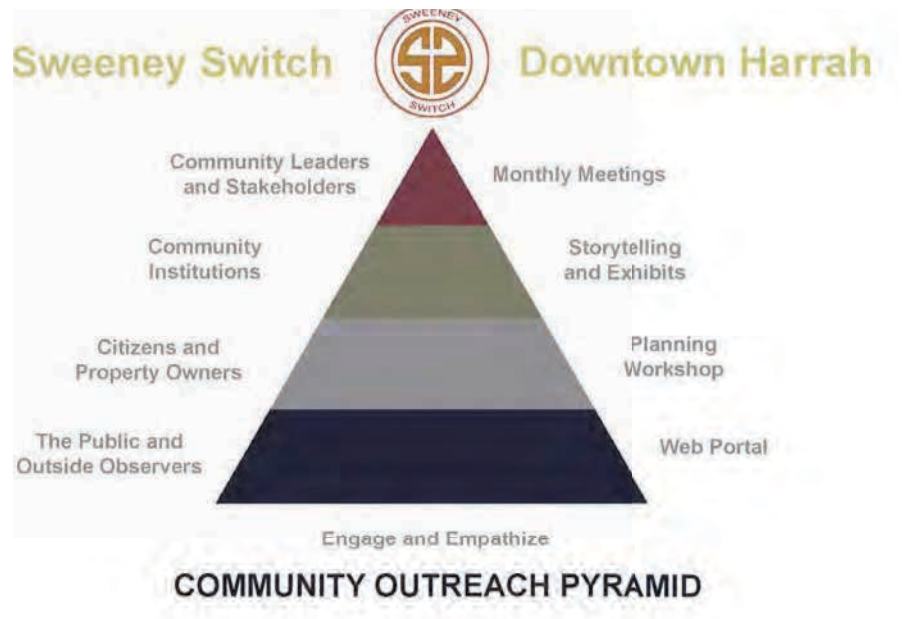 SWEENEY
Sweeney Switch
Downtown Harrah
SWITCH
Community Leaders
and Stakeholders
Monthly Meetings
Community
Institutions
Storytelling
and Exhibits
Citizens and
Property Owners
Planning
Workshop
The Public and
Outside Observers
Web Portal
Engage and Empathize
COMMUNITY OUTREACH PYRAMID